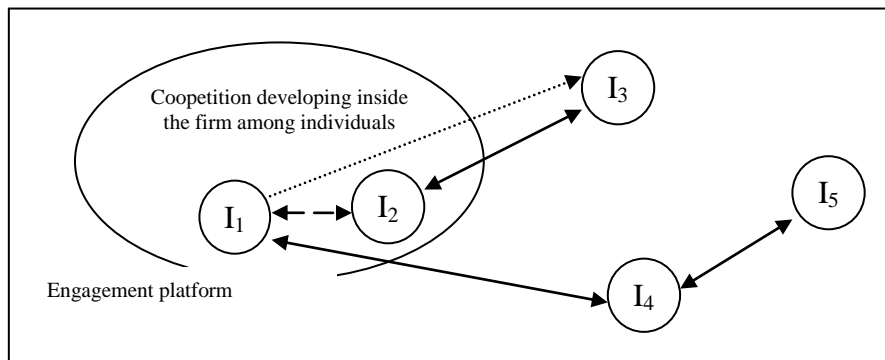 Coopetition developing inside
the firm among individuals
I₃
I₅
I₂
I₁
I₄
Engagement platform